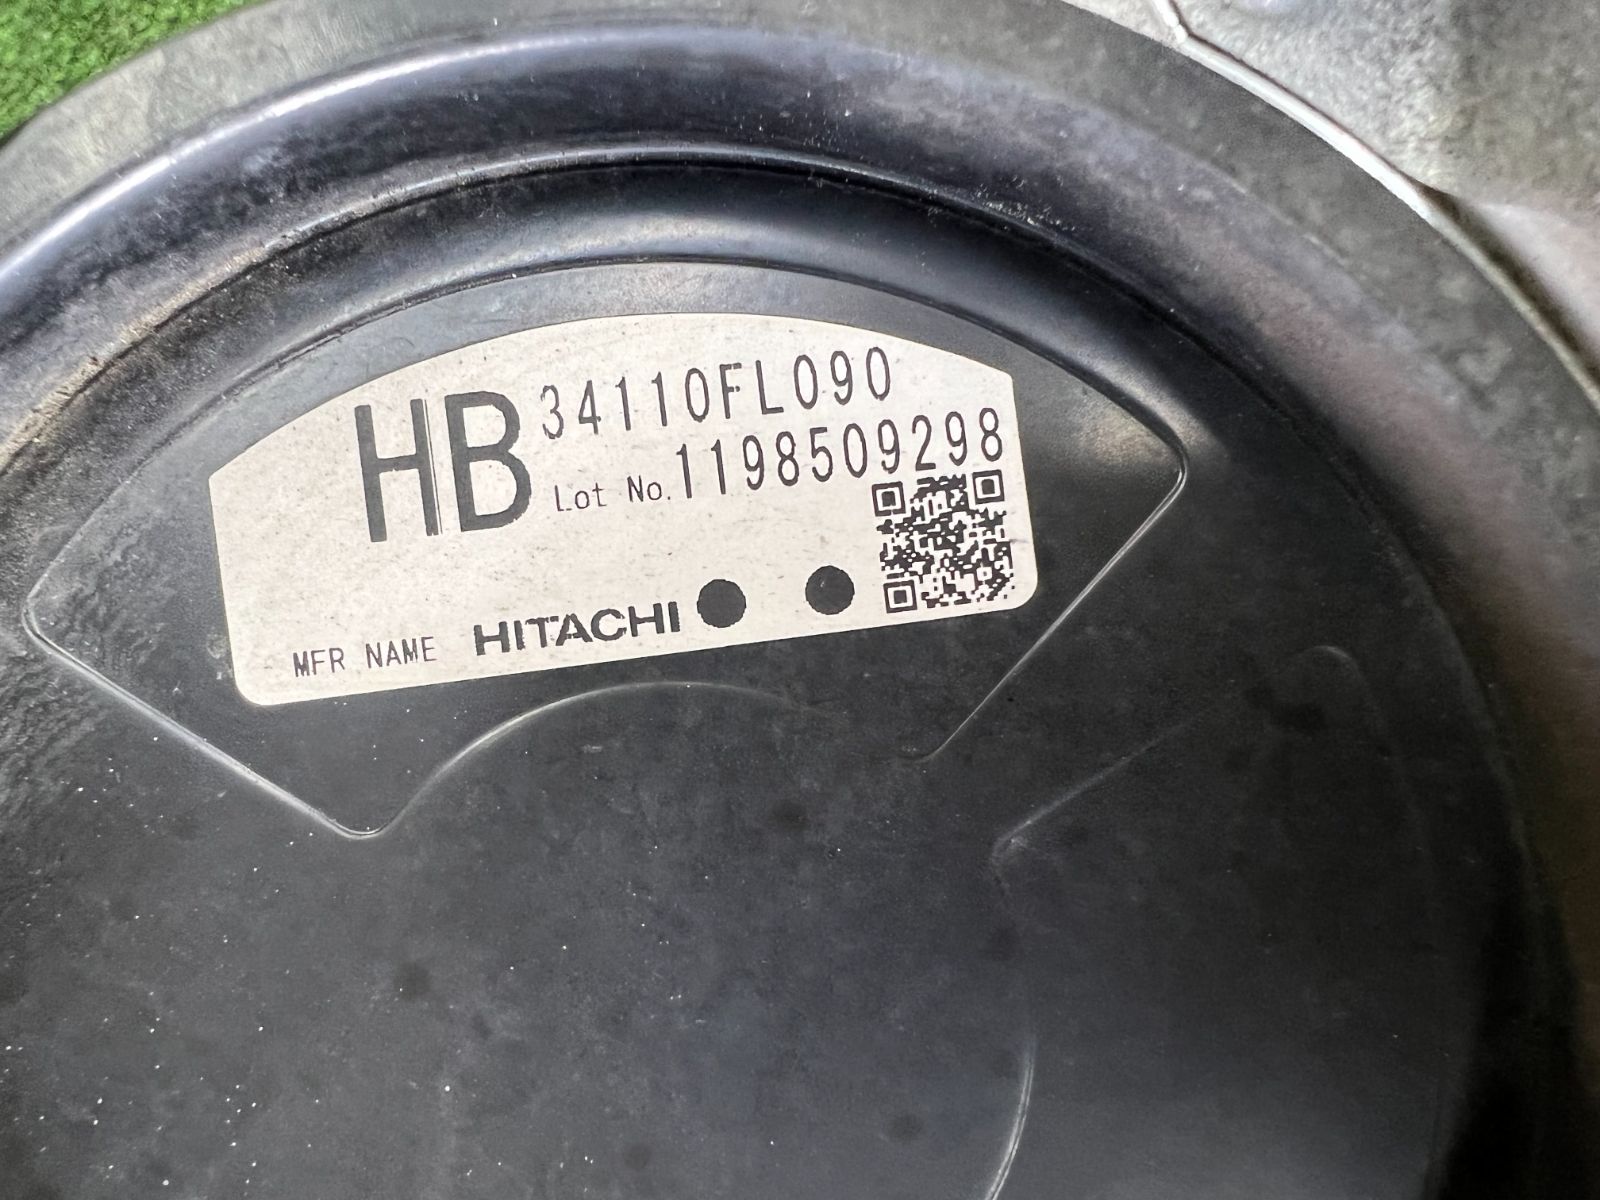 HB 34110FL090
Lot No. 1198509298
MFR NAME HITACHI